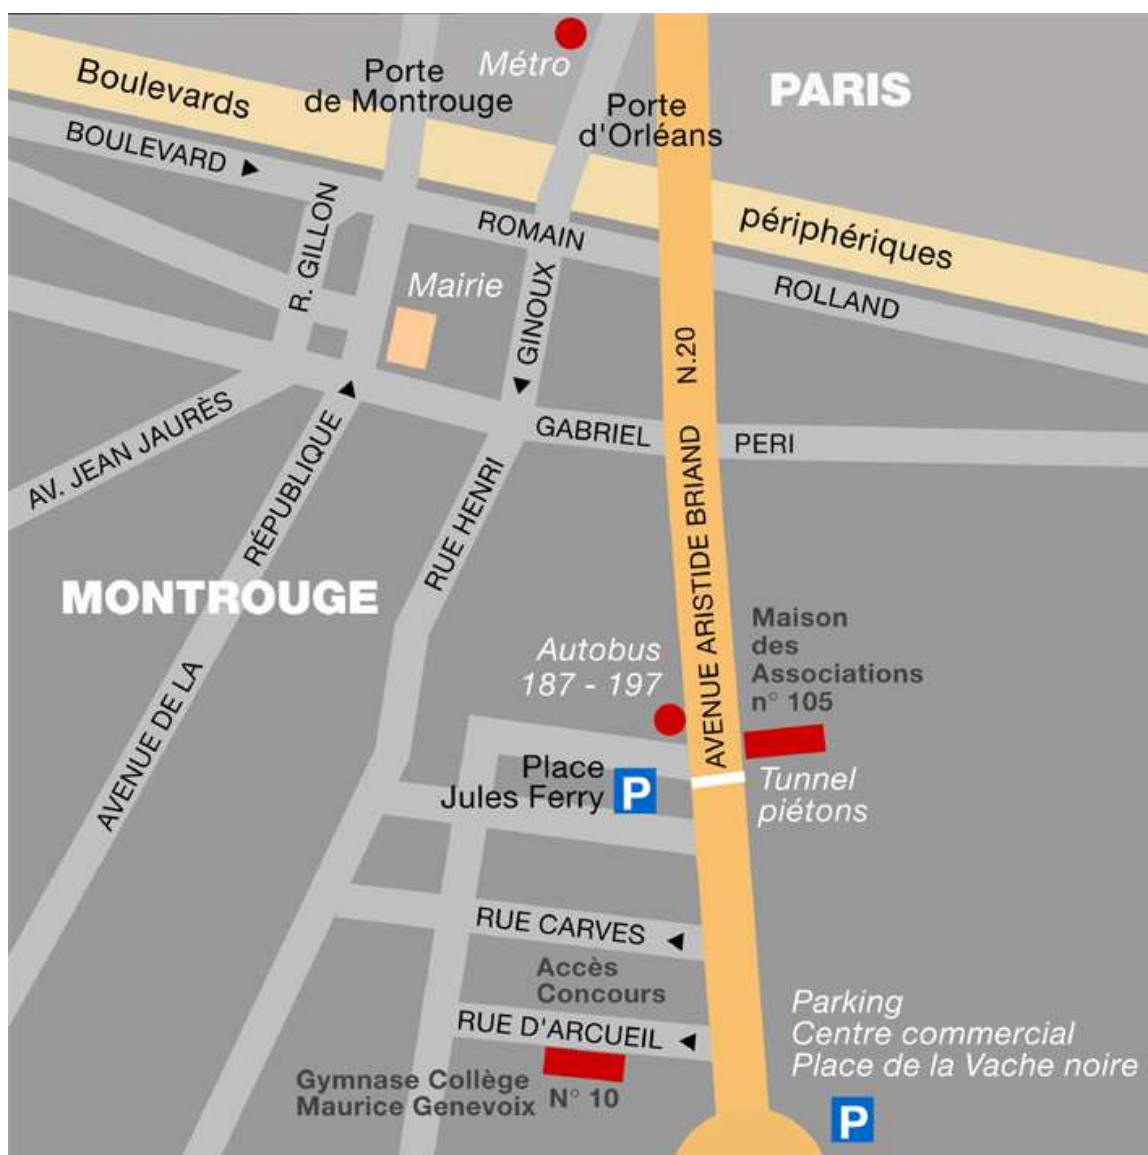 Métro
PARIS
Porte
de Montrouge
Porte
d'Orléans
Boulevards
périphériques
BOULEVARD
ROMAIN
ROLLAND
R. GILLON
Mairie
GINOUX
N.20
GABRIEL
PERI
AV. JEAN JAURÈS
RÉPUBLIQUE
RUE HENRI
AVENUE ARISTIDE BRIAND
MONTROUGE
AVENUE DE LA
Autobus
187 - 197
Maison
des
Associations
n° 105
Place
Jules Ferry
P
Tunnel
piétons
RUE CARVES
Accès
Concours
RUE D'ARCUEIL
Gymnase Collège
Maurice Genevoix
N° 10
Parking
Centre commercial
Place de la Vache noire
P